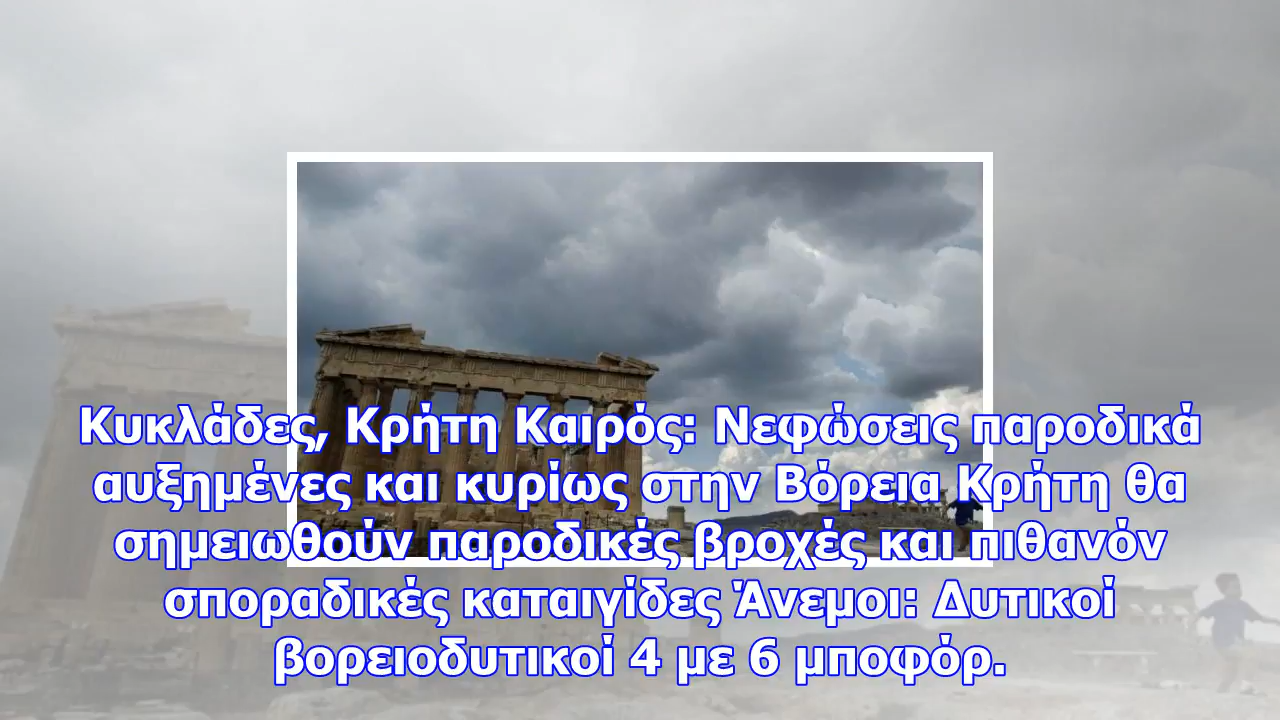 Κυκλάδες, Κρήτη Καιρός: Νεφώσεις παροδικά
αυξημένες και κυρίως στην Βόρεια Κρήτη θα
σημειωθούν παροδικές βροχές και πιθανόν
σποραδικές καταιγίδες Άνεμοι: Δυτικοί
βορειοδυτικοί 4 με 6 μποφόρ.